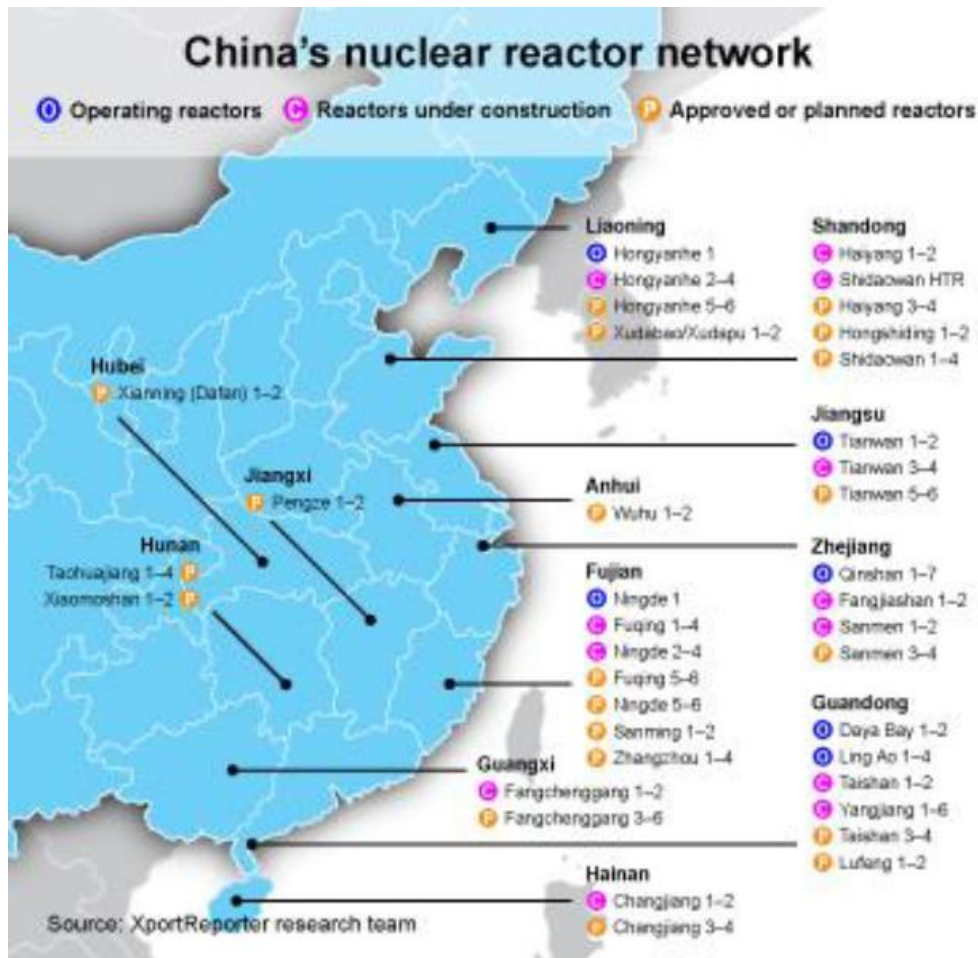 China's nuclear reactor network
O Operating reactors C Reactors under construction P Approved or planned reactors
Liaoning
O Hongyanhe 1
C Hongyanhe 2–4
P Hongyanhe 5–6
P Xudabao/Xudapu 1–2
Shandong
C Haiyang 1–2
C Shidaowan HTR
P Haiyang 3–4
P Hongshiding 1–2
P Shidaowan 1–4
Hubei
P Xianning (Dafan) 1–2
Jiangsu
O Tianwan 1–2
C Tianwan 3–4
P Tianwan 5–6
Jiangxi
P Pengze 1–2
Anhui
P Wuhu 1–2
Hunan
Taohuajiang 1–4 P
Xiaomoshan 1–2 P
Zhejiang
O Qinshan 1–7
C Fangjiashan 1–2
C Sanmen 1–2
P Sanmen 3–4
Fujian
O Ningde 1
C Fuqing 1–4
C Ningde 2–4
P Fuqing 5–6
P Ningde 5–6
P Sanming 1–2
P Zhangzhou 1–4
Guandong
O Daya Bay 1–2
O Ling Ao 1–4
C Taishan 1–2
C Yangjiang 1–6
P Taishan 3–4
P Lufeng 1–2
Guangxi
C Fangchenggang 1–2
P Fangchenggang 3–6
Hainan
C Changjiang 1–2
P Changjiang 3–4
Source: XportReporter research team